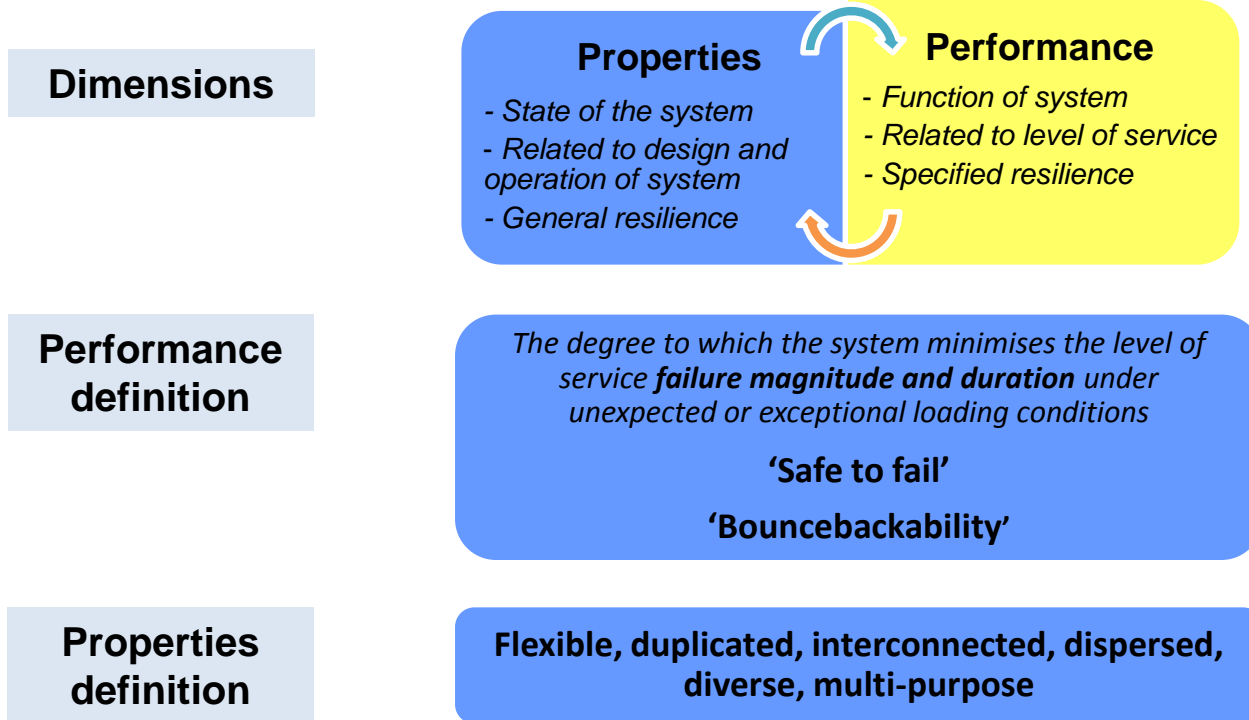 Dimensions
Properties
- State of the system
- Related to design and
operation of system
- General resilience
Performance
- Function of system
- Related to level of service
- Specified resilience
Performance
definition
The degree to which the system minimises the level of
service failure magnitude and duration under
unexpected or exceptional loading conditions
‘Safe to fail’
‘Bouncebackability’
Properties
definition
Flexible, duplicated, interconnected, dispersed,
diverse, multi-purpose